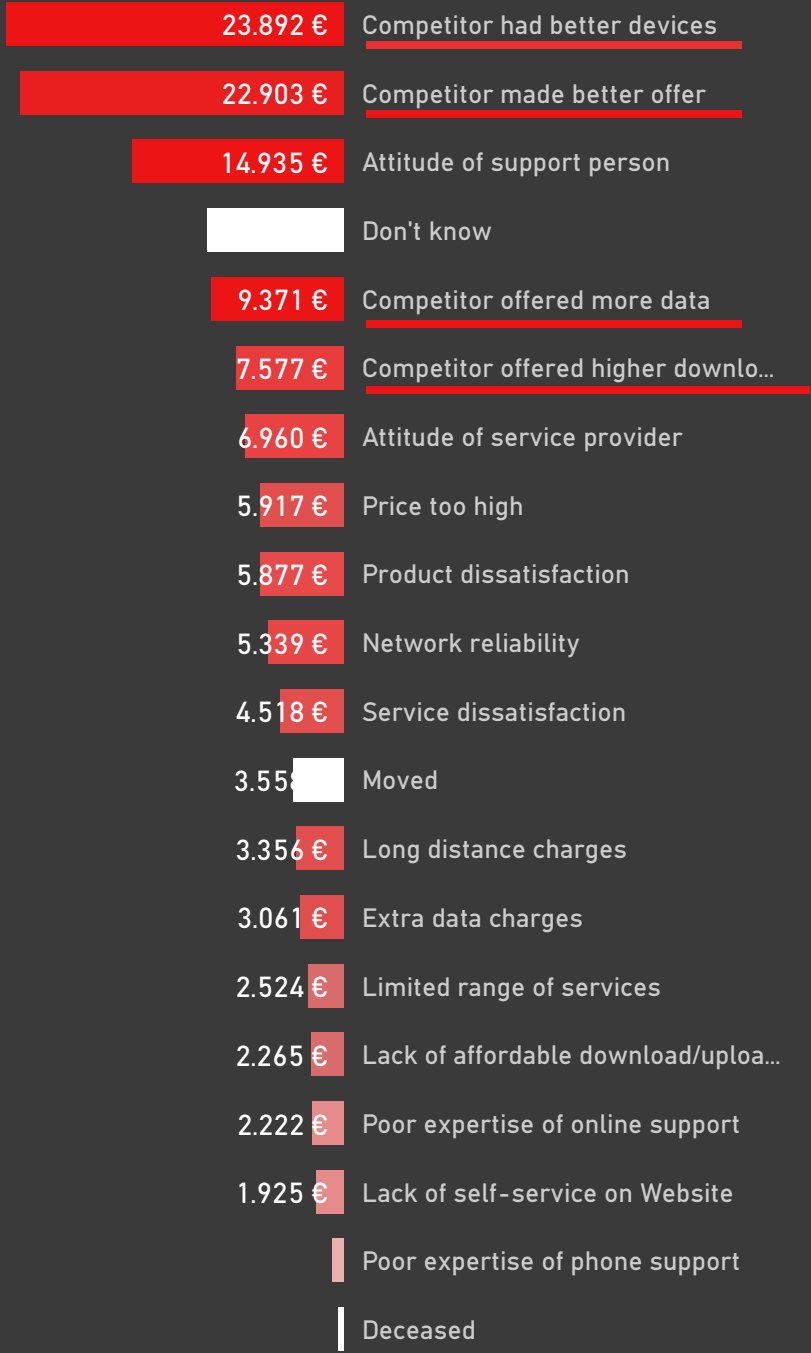 23.892 € Competitor had better devices
22.903 € Competitor made better offer
14.935 € Attitude of support person
Don't know
9.371 € Competitor offered more data
7.577 € Competitor offered higher downlo...
6.960 € Attitude of service provider
5.917 € Price too high
5.877 € Product dissatisfaction
5.339 € Network reliability
4.518 € Service dissatisfaction
3.558 Moved
3.356 € Long distance charges
3.061 € Extra data charges
2.524 € Limited range of services
2.265 € Lack of affordable download/uploa...
2.222 € Poor expertise of online support
1.925 € Lack of self-service on Website
Poor expertise of phone support
Deceased